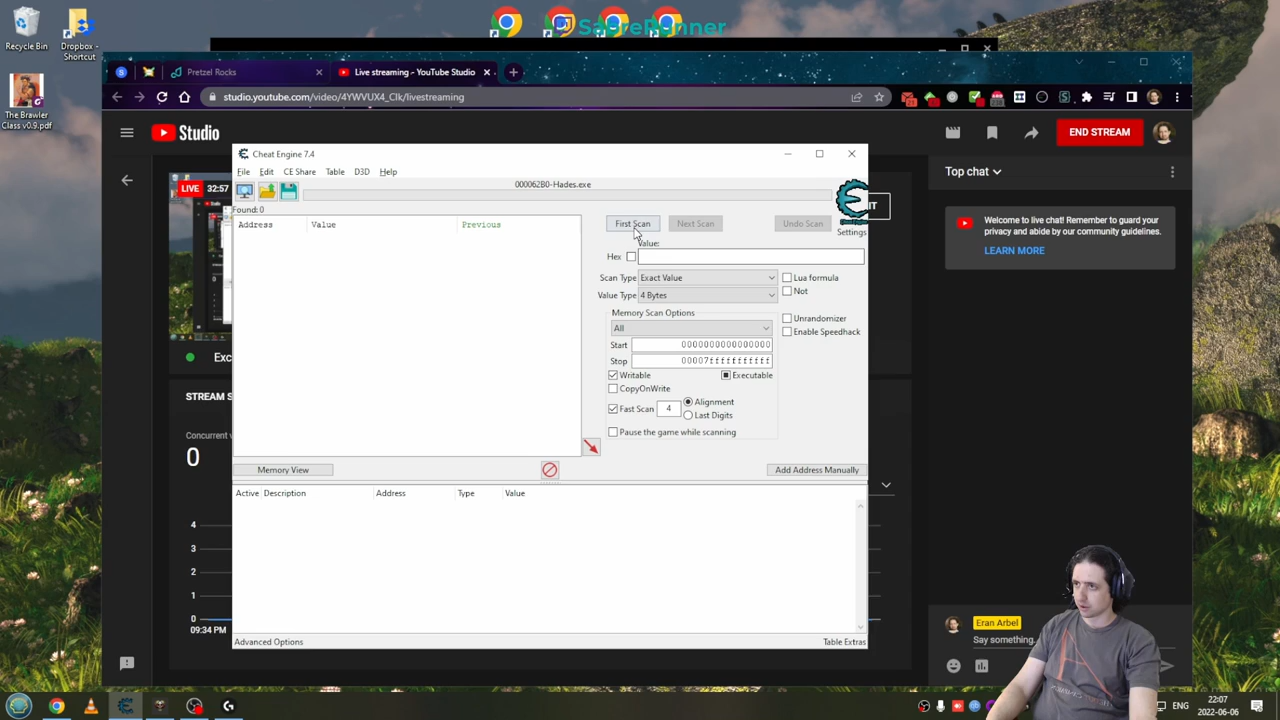 SabreRunner
Recycle Bin
Dropbox -
Shortcut
The Brawler
Class v0.9.pdf
Pretzel Rocks
Live streaming - YouTube Studio
studio.youtube.com/video/4YWVUX4_Clk/livestreaming
Studio
END STREAM
LIVE 32:57
Exc
IT
Top chat
Welcome to live chat! Remember to guard your
privacy and abide by our community guidelines.
LEARN MORE
Cheat Engine 7.4
File Edit CE Share Table D3D Help
000062B0-Hades.exe
Found: 0
Address Value Previous
First Scan Next Scan Undo Scan
Settings
Value:
Hex
Scan Type Exact Value
Lua formula
Value Type 4 Bytes
Not
Memory Scan Options
All
Unrandomizer
Enable Speedhack
Start 0000000000000000
Stop 00007fffffffffff
Writable Executable
CopyOnWrite
Fast Scan 4 Alignment
Last Digits
Pause the game while scanning
Memory View
Add Address Manually
Active Description Address Type Value
Advanced Options
Table Extras
STREAM S
Concurrent v
0
4
3
2
1
0
09:34 PM
Eran Arbel
Say something...
ENG
22:07
2022-06-06